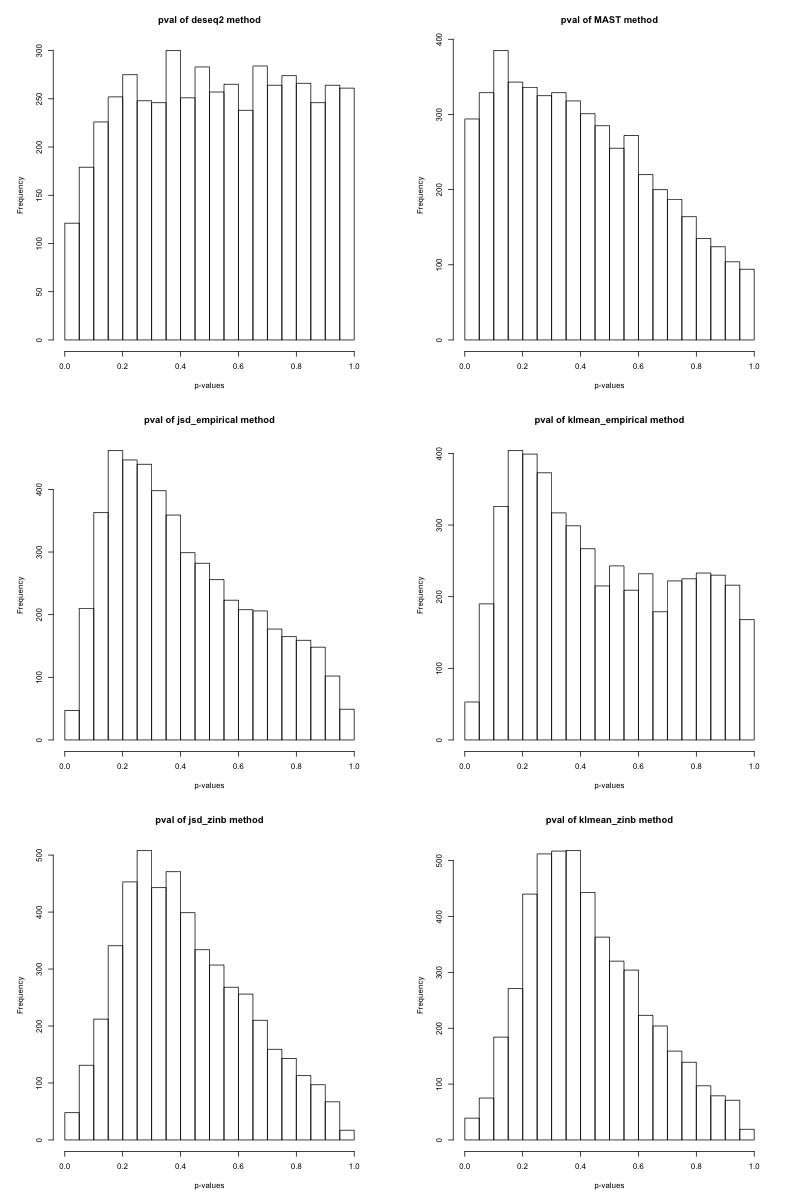 pval of deseq2 method
Frequency
300
250
200
150
100
50
0
0.0 0.2 0.4 0.6 0.8 1.0
p-values
pval of MAST method
Frequency
400
300
200
100
0
0.0 0.2 0.4 0.6 0.8 1.0
p-values
pval of jsd_empirical method
Frequency
400
300
200
100
0
0.0 0.2 0.4 0.6 0.8 1.0
p-values
pval of klmean_empirical method
Frequency
400
300
200
100
0
0.0 0.2 0.4 0.6 0.8 1.0
p-values
pval of jsd_zinb method
Frequency
500
400
300
200
100
0
0.0 0.2 0.4 0.6 0.8 1.0
p-values
pval of klmean_zinb method
Frequency
500
400
300
200
100
0
0.0 0.2 0.4 0.6 0.8 1.0
p-values